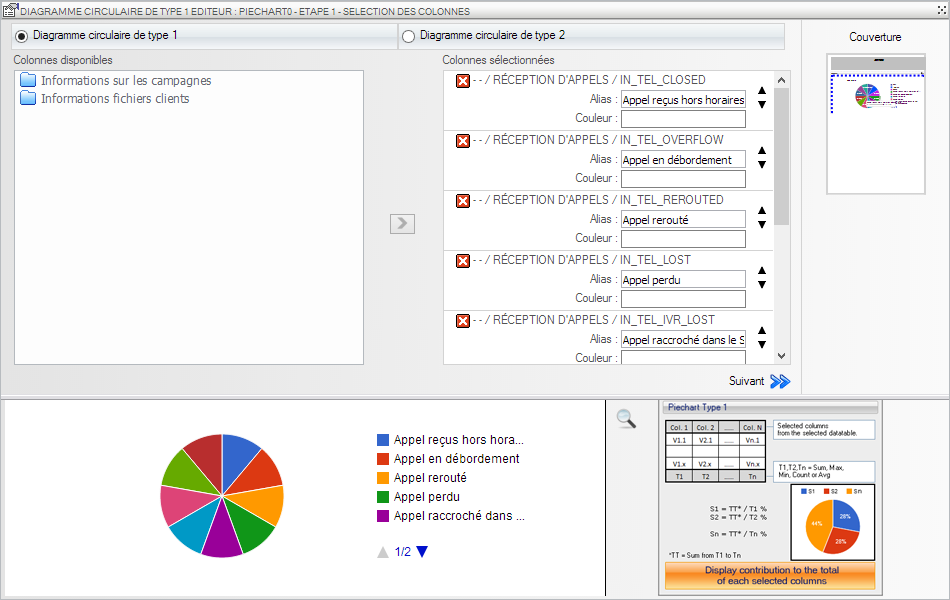 DIAGRAMME CIRCULAIRE DE TYPE 1 EDITEUR : PIECHART0 - ETAPE 1 - SELECTION DES COLONNES
Diagramme circulaire de type 1
Diagramme circulaire de type 2
Couverture
Colonnes disponibles
Informations sur les campagnes
Informations fichiers clients
Colonnes sélectionnées
- - / RÉCEPTION D'APPELS / IN_TEL_CLOSED
Alias : Appel reçus hors horaires
Couleur :
- - / RÉCEPTION D'APPELS / IN_TEL_OVERFLOW
Alias : Appel en débordement
Couleur :
- - / RÉCEPTION D'APPELS / IN_TEL_REROUTED
Alias : Appel rerouté
Couleur :
- - / RÉCEPTION D'APPELS / IN_TEL_LOST
Alias : Appel perdu
Couleur :
- - / RÉCEPTION D'APPELS / IN_TEL_IVR_LOST
Alias : Appel raccroché dans le S
Couleur :
Suivant
Appel reçus hors hora...
Appel en débordement
Appel rerouté
Appel perdu
Appel raccroché dans ...
1/2
Piechart Type 1
Col. 1 Col. 2 ..... Col. N
V1.1 V2.1 ..... Vn.1
V1.x V2.x ..... Vn.x
T1 T2 ..... Tn
Selected columns
from the selected datatable.
T1,T2,Tn = Sum, Max,
Min, Count or Avg
S1 = TT* / T1 %
S2 = TT* / T2 %
Sn = TT* / Tn %
*TT = Sum from T1 to Tn
S1 S2 Sn
28%
28%
44%
Display contribution to the total
of each selected columns